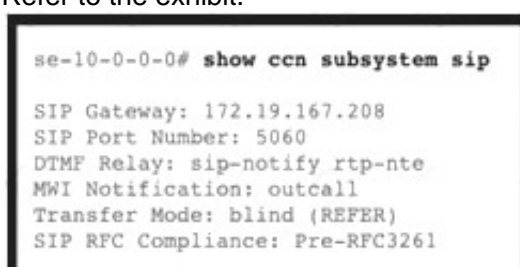 Refer to the exhibit.
se-10-0-0-0# show ccn subsystem sip
SIP Gateway: 172.19.167.208
SIP Port Number: 5060
DTMF Relay: sip-notify rtp-nte
MWI Notification: outcall
Transfer Mode: blind (REFER)
SIP RFC Compliance: Pre-RFC3261